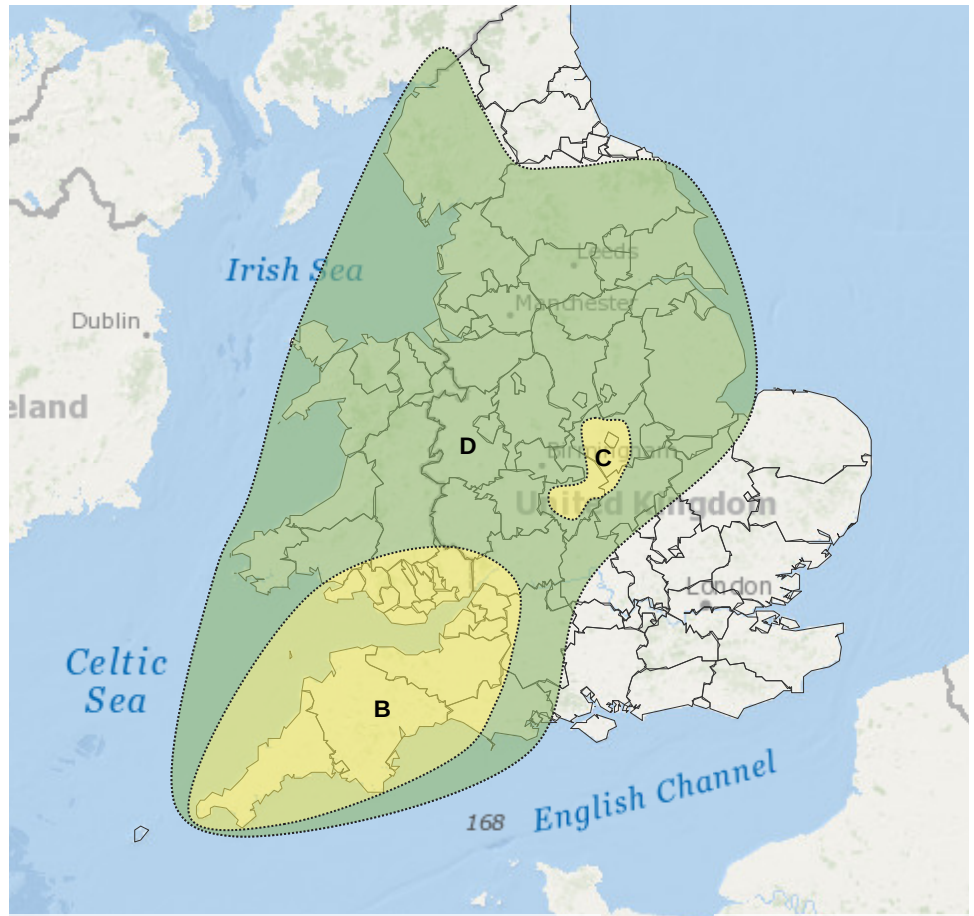 Leeds
Irish Sea
Manchester
Dublin
eland
D
Birmingham
C
United Kingdom
London
Celtic
Sea
B
English Channel
168